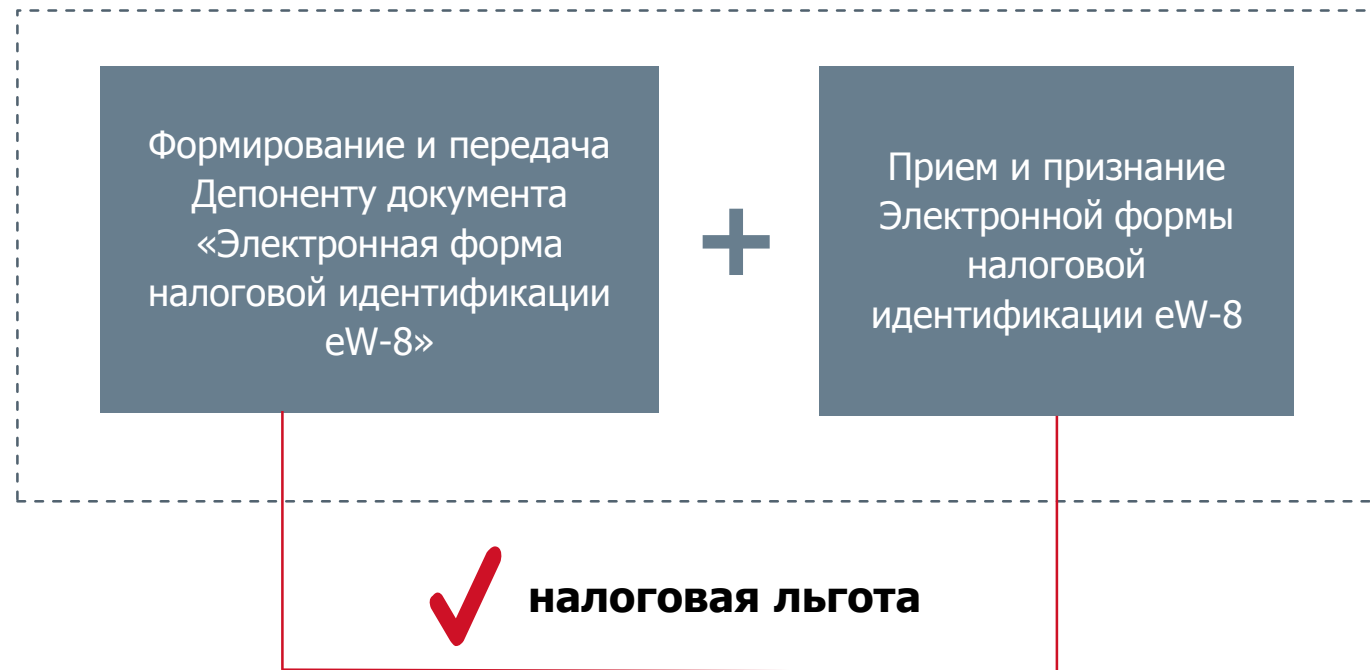 Формирование и передача
Депоненту документа
«Электронная форма
налоговой идентификации
eW-8»
+
Прием и признание
Электронной формы
налоговой
идентификации eW-8
налоговая льгота